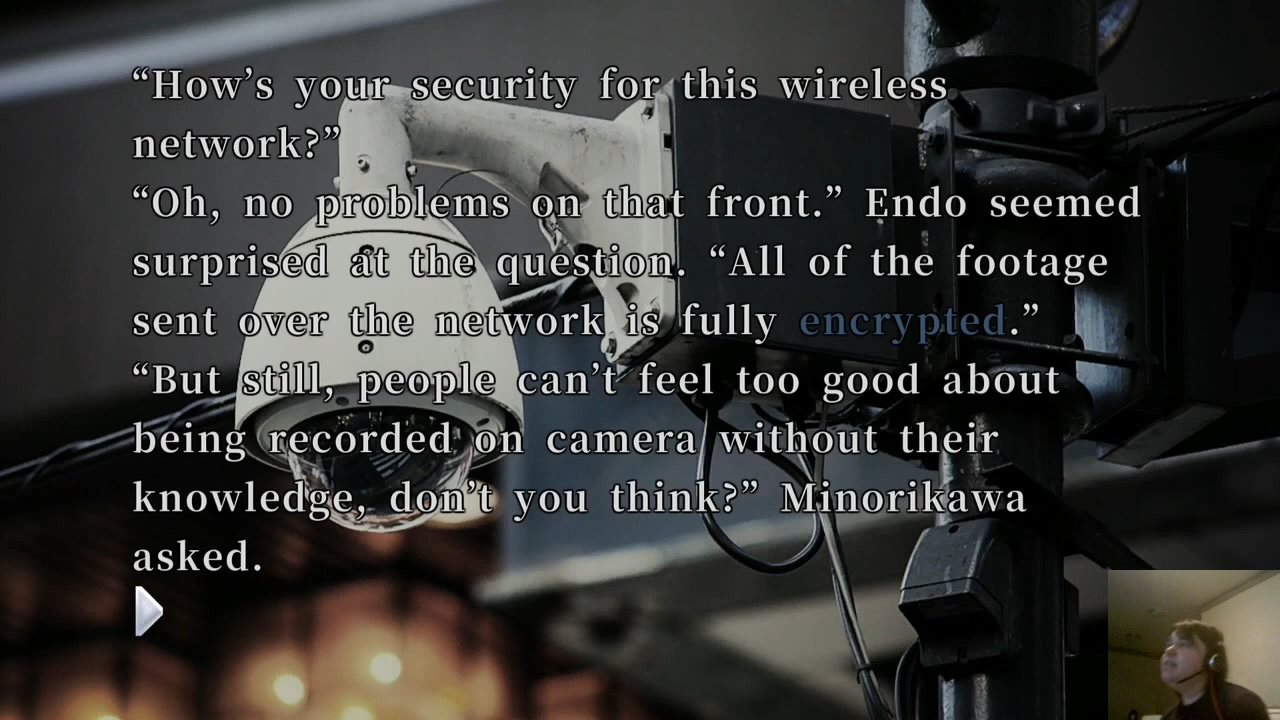 “How’s your security for this wireless
network?”
“Oh, no problems on that front.” Endo seemed
surprised at the question. “All of the footage
sent over the network is fully encrypted.”
“But still, people can’t feel too good about
being recorded on camera without their
knowledge, don’t you think?” Minorikawa
asked.